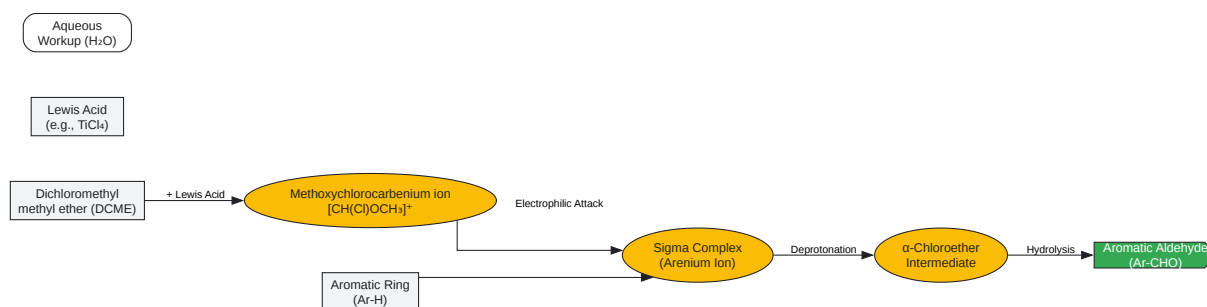 Aqueous
Workup (H₂O)
Lewis Acid
(e.g., TiCl₄)
Dichloromethyl
methyl ether (DCME)
+ Lewis Acid
Methoxychlorocarbenium ion
[CH(Cl)OCH₃]⁺
Electrophilic Attack
Sigma Complex
(Arenium Ion)
Deprotonation
α-Chloroether
Intermediate
Hydrolysis
Aromatic Aldehyde
(Ar-CHO)
Aromatic Ring
(Ar-H)